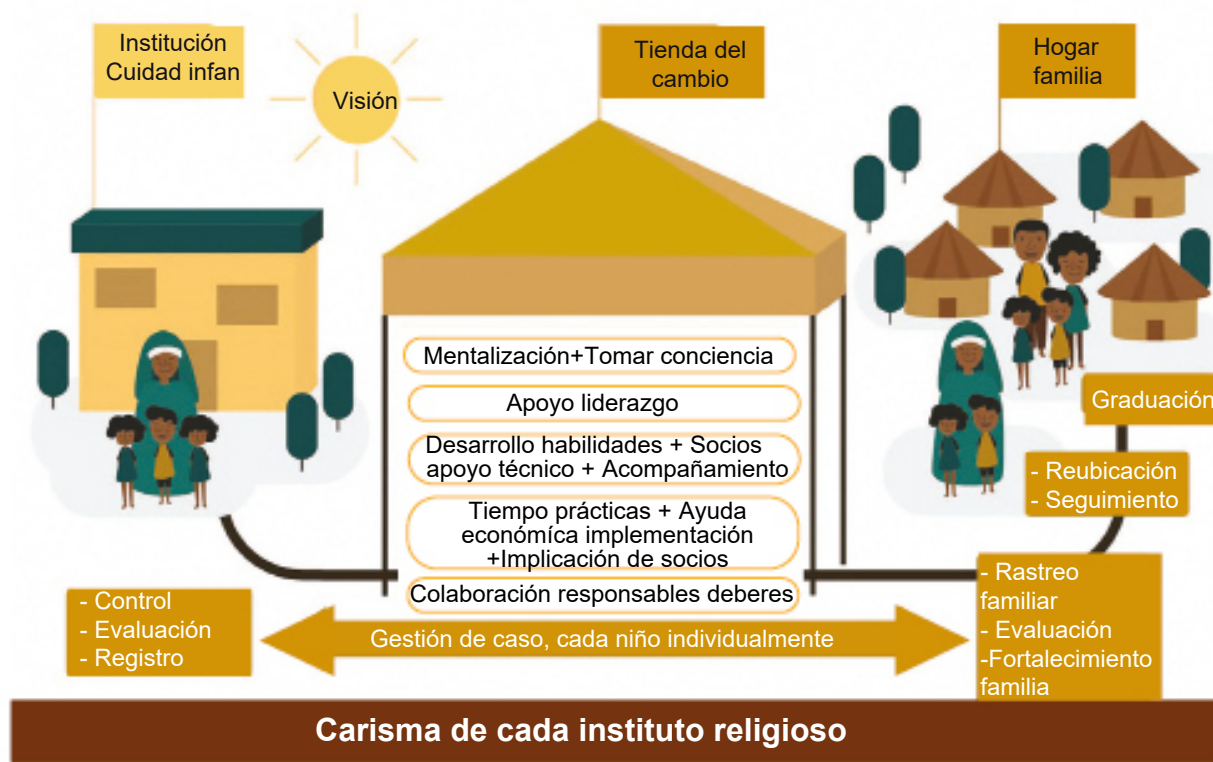 Institución
Cuidad infan
Visión
Tienda del
cambio
Hogar
familia
Mentalización+Tomar conciencia
Apoyo liderazgo
Desarrollo habilidades + Socios
apoyo técnico + Acompañamiento
Tiempo prácticas + Ayuda
económíca implementación
+Implicación de socios
Colaboración responsables deberes
Graduación
- Reubicación
- Seguimiento
- Control
- Evaluación
- Registro
Gestión de caso, cada niño individualmente
- Rastreo
familiar
- Evaluación
-Fortalecimiento
familia
Carisma de cada instituto religioso